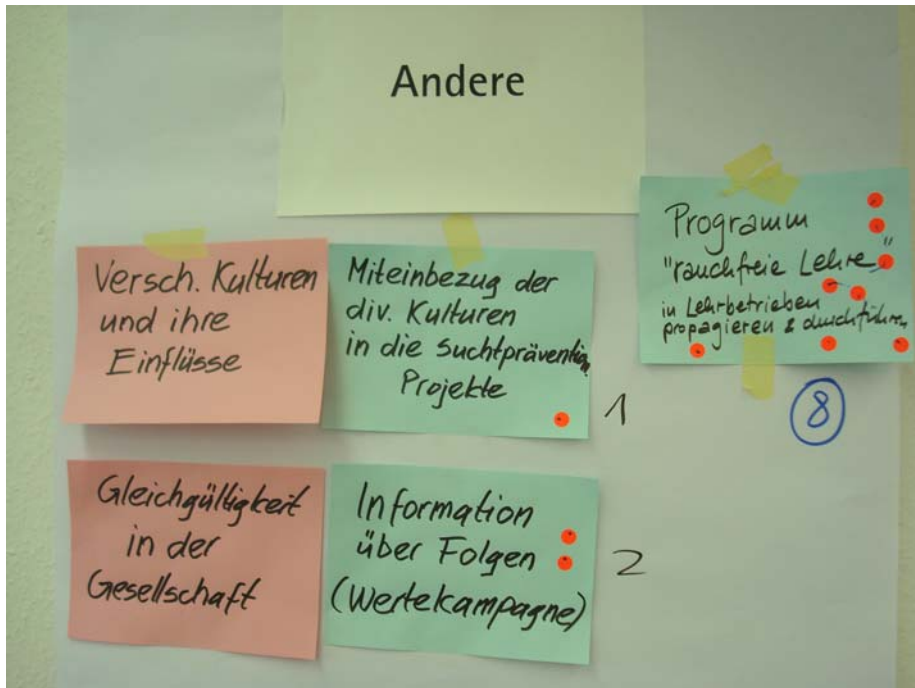 Andere
Versch. Kulturen
und ihre
Einflüsse
Miteinbezug der
div. Kulturen
in die Suchtprävention
Projekte
1
Programm
"rauchfreie Lehre"
in Lehrbetrieben
propagieren & durchführen
8
Gleichgültigkeit
in der
Gesellschaft
Information
über Folgen
(Wertekampagne)
2